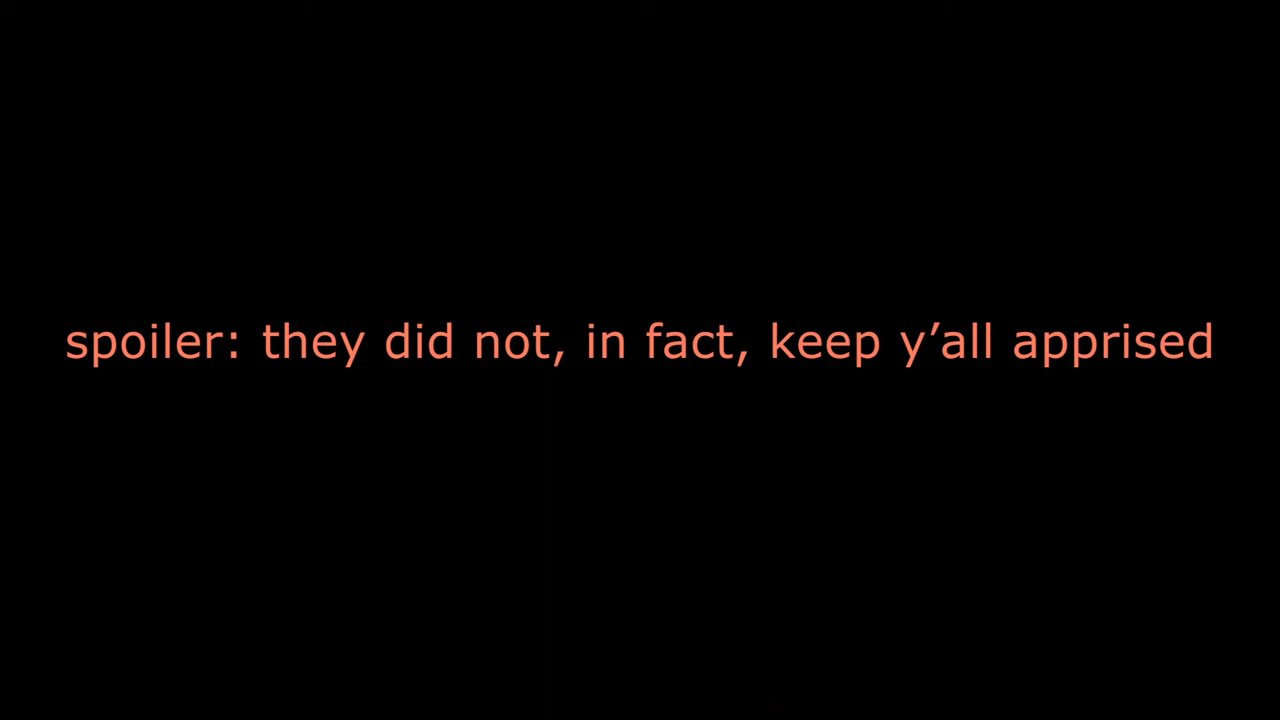 spoiler: they did not, in fact, keep y’all apprised